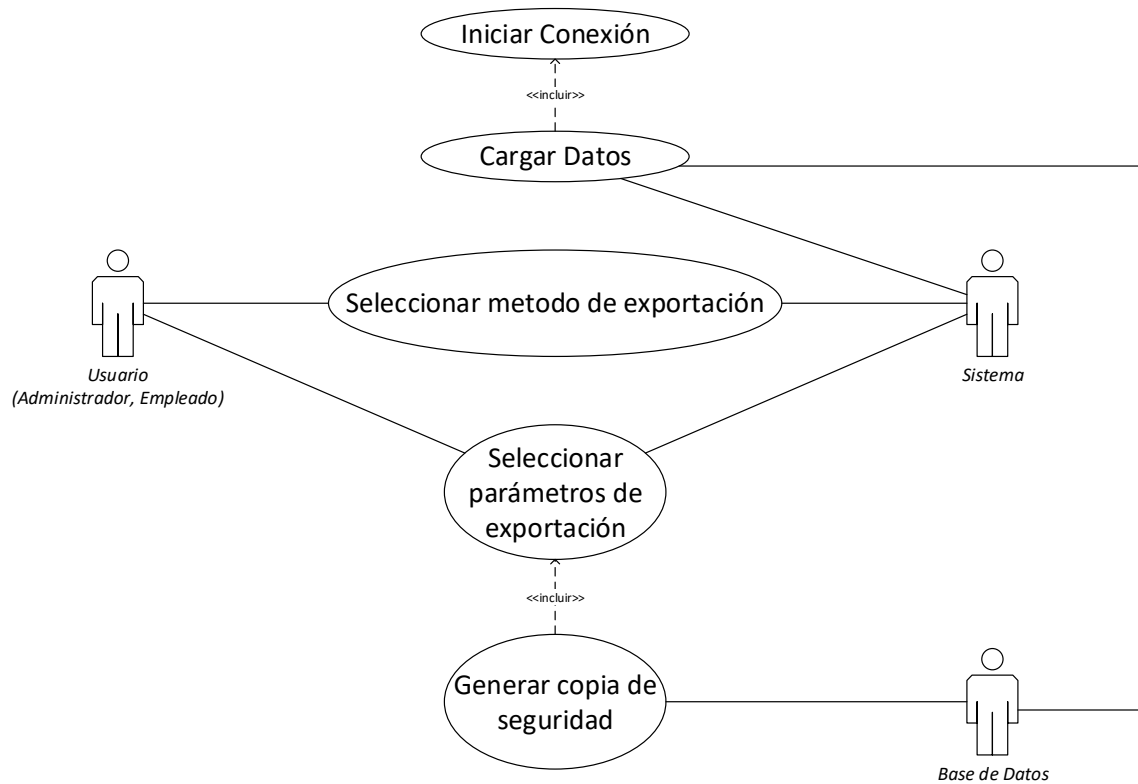 Iniciar Conexión
<<incluir>>
Cargar Datos
Seleccionar metodo de exportación
Usuario
(Administrador, Empleado)
Sistema
Seleccionar
parámetros de
exportación
<<incluir>>
Generar copia de
seguridad
Base de Datos